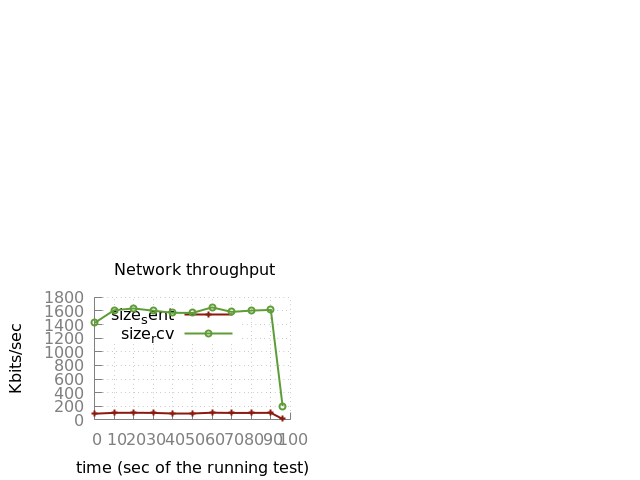 Network throughput
1800
1600
1400
1200
1000
800
600
400
200
0
size_sent
size_rcv
Kbits/sec
0 10 20 30 40 50 60 70 80 90 100
time (sec of the running test)